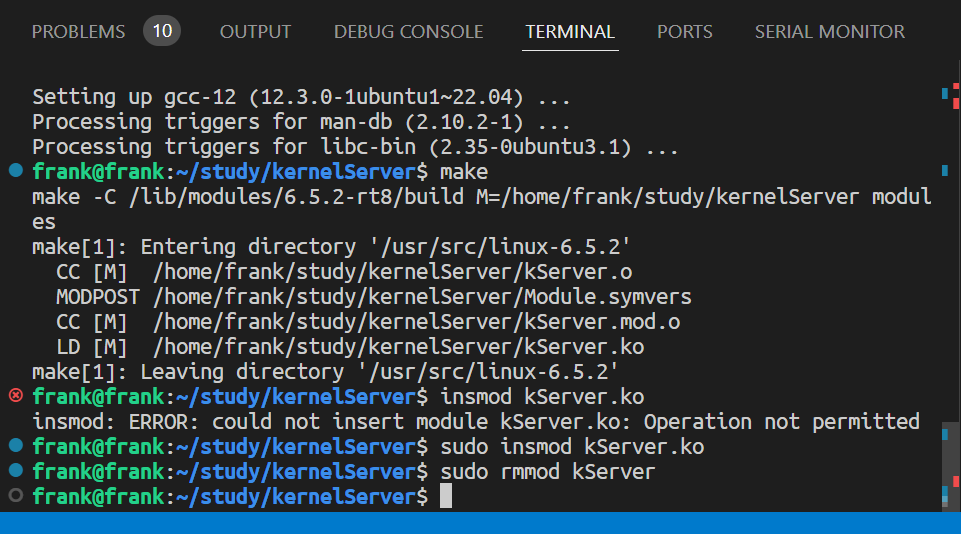 PROBLEMS 10 OUTPUT DEBUG CONSOLE TERMINAL PORTS SERIAL MONITOR
Setting up gcc-12 (12.3.0-1ubuntu1~22.04) ...
Processing triggers for man-db (2.10.2-1) ...
Processing triggers for libc-bin (2.35-0ubuntu3.1) ...
frank@frank:~/study/kernelServer$ make
make -C /lib/modules/6.5.2-rt8/build M=/home/frank/study/kernelServer modul
es
make[1]: Entering directory '/usr/src/linux-6.5.2'
  CC [M]  /home/frank/study/kernelServer/kServer.o
  MODPOST /home/frank/study/kernelServer/Module.symvers
  CC [M]  /home/frank/study/kernelServer/kServer.mod.o
  LD [M]  /home/frank/study/kernelServer/kServer.ko
make[1]: Leaving directory '/usr/src/linux-6.5.2'
frank@frank:~/study/kernelServer$ insmod kServer.ko
insmod: ERROR: could not insert module kServer.ko: Operation not permitted
frank@frank:~/study/kernelServer$ sudo insmod kServer.ko
frank@frank:~/study/kernelServer$ sudo rmmod kServer
frank@frank:~/study/kernelServer$